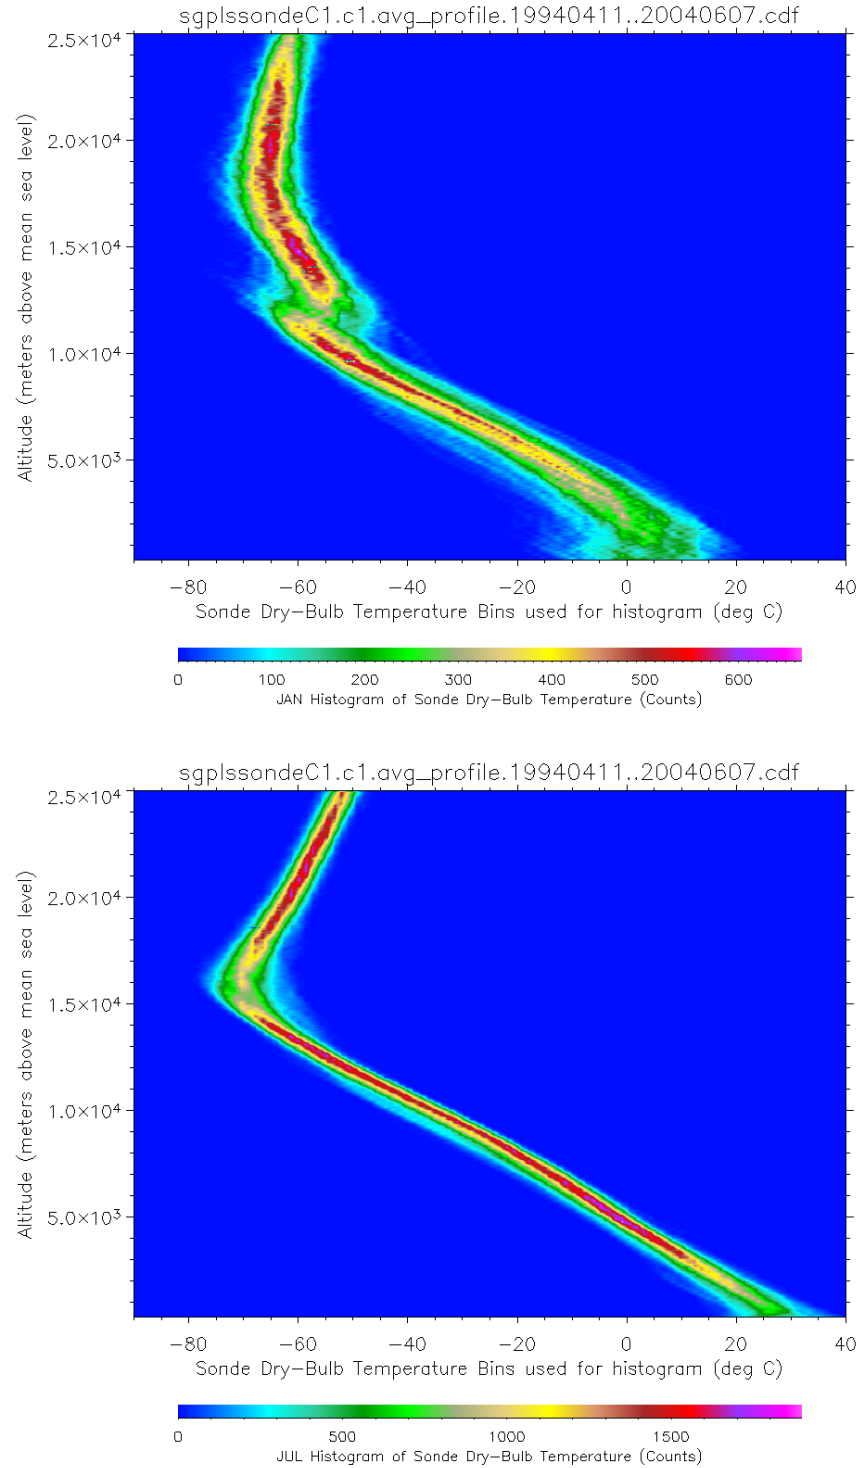 sgplssondeC1.c1.avg_profile.19940411..20040607.cdf
2.5×10⁴
2.0×10⁴
1.5×10⁴
1.0×10⁴
5.0×10³
Altitude (meters above mean sea level)
−80 −60 −40 −20 0 20 40
Sonde Dry−Bulb Temperature Bins used for histogram (deg C)
0 100 200 300 400 500 600
JAN Histogram of Sonde Dry−Bulb Temperature (Counts)
sgplssondeC1.c1.avg_profile.19940411..20040607.cdf
2.5×10⁴
2.0×10⁴
1.5×10⁴
1.0×10⁴
5.0×10³
Altitude (meters above mean sea level)
−80 −60 −40 −20 0 20 40
Sonde Dry−Bulb Temperature Bins used for histogram (deg C)
0 500 1000 1500
JUL Histogram of Sonde Dry−Bulb Temperature (Counts)